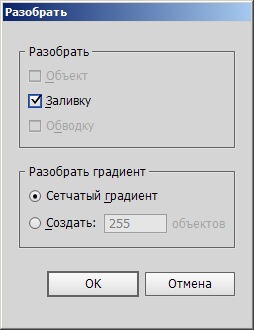 Разобрать
Разобрать
Объект
Заливку
Обводку
Разобрать градиент
Сетчатый градиент
Создать: 255 объектов
OK Отмена